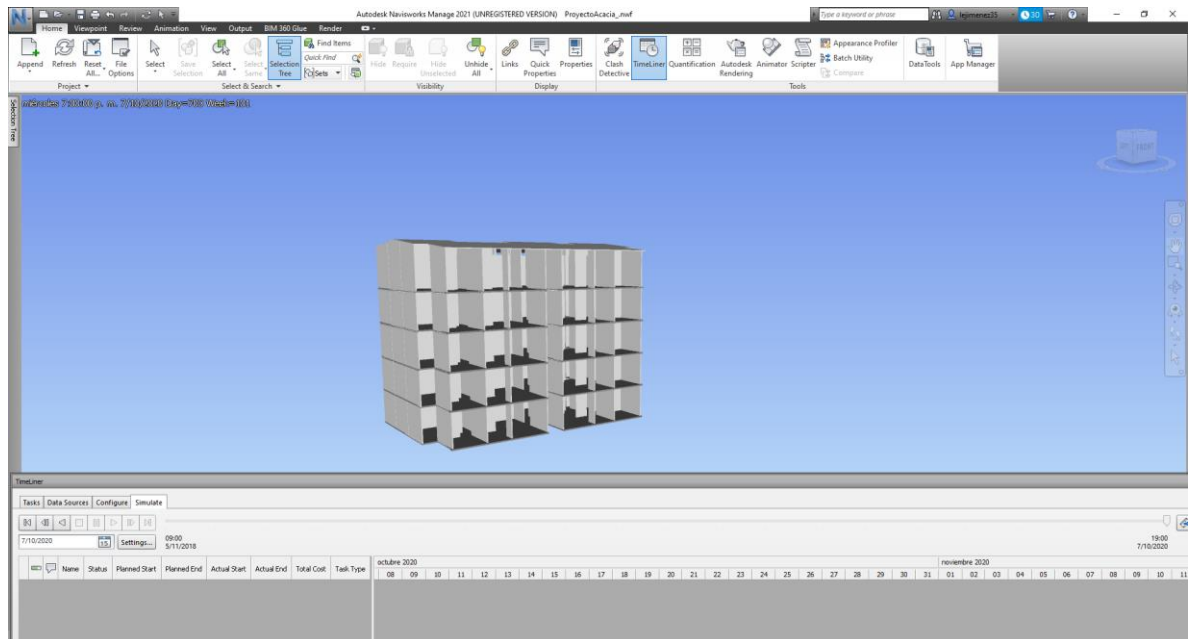 Autodesk Navisworks Manage 2021 (UNREGISTERED VERSION) ProyectoAcacia_.nwf
Type a keyword or phrase
lejimenez35
30
Home Viewpoint Review Animation View Output BIM 360 Glue Render
Append Refresh Reset All... File Options
Project
Select Save Selection Select All Select Same Selection Tree
Find Items
Quick Find
Sets
Select & Search
Hide Require Hide Unselected Unhide All
Visibility
Links Quick Properties Properties
Display
Clash Detective TimeLiner Quantification Autodesk Rendering Animator Scripter
Appearance Profiler
Batch Utility
Compare
Tools
DataTools App Manager
Selection Tree
TimeLiner
Tasks Data Sources Configure Simulate
7/10/2020
15
Settings...
09:00
5/11/2018
19:00
7/10/2020
Name Status Planned Start Planned End Actual Start Actual End Total Cost Task Type
octubre 2020 noviembre 2020
08 09 10 11 12 13 14 15 16 17 18 19 20 21 22 23 24 25 26 27 28 29 30 31 01 02 03 04 05 06 07 08 09 10 11